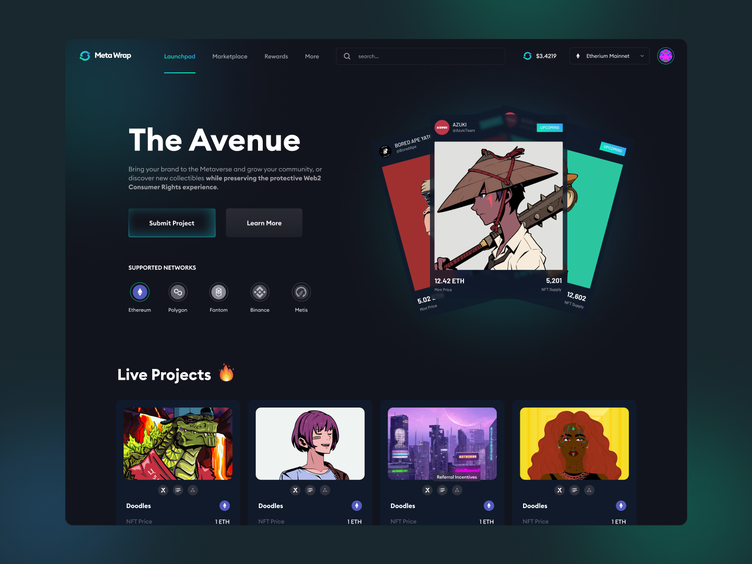 Meta Wrap
Launchpad
Marketplace
Rewards
More
search...
$3,4219
Etherium Mainnet
The Avenue
Bring your brand to the Metaverse and grow your community, or
discover new collectibles while preserving the protective Web2
Consumer Rights experience.
Submit Project
Learn More
SUPPORTED NETWORKS
Ethereum
Polygon
Fantom
Binance
Metis
BORED APE YAT
@BoredApe
AZUKI
@AzukiTeam
UPCOMING
UPCOMING
12.42 ETH
Nix Price
5,201
NFT Supply
5.02
12,602
NFT Supply
Live Projects 🔥
Referral Incentives
Doodles
NFT Price
1 ETH
Doodles
NFT Price
1 ETH
Doodles
NFT Price
1 ETH
Doodles
NFT Price
1 ETH